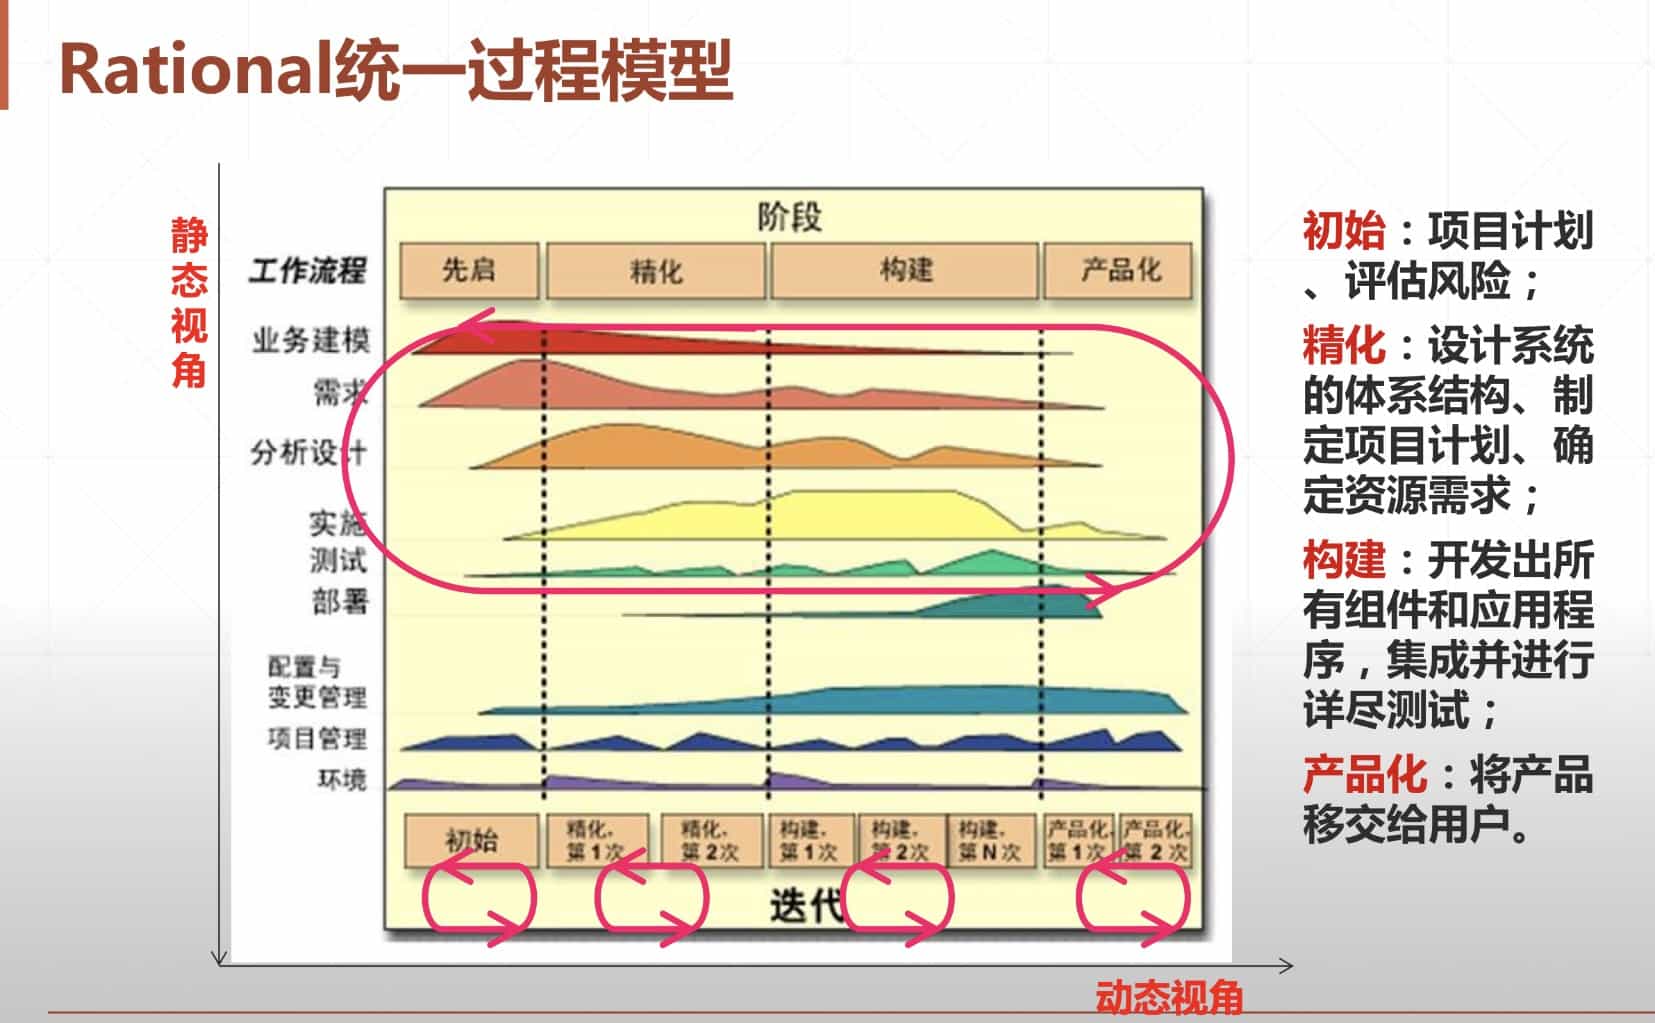 Rational统一过程模型
静态视角
阶段
工作流程
先启
精化
构建
产品化
业务建模
需求
分析设计
实施
测试
部署
配置与
变更管理
项目管理
环境
初始
精化,
第1次
精化,
第2次
构建,
第1次
构建,
第2次
构建,
第N次
产品化,
第1次
产品化,
第2次
迭代
动态视角
初始：项目计划
、评估风险；
精化：设计系统
的体系结构、制
定项目计划、确
定资源需求；
构建：开发出所
有组件和应用程
序，集成并进行
详尽测试；
产品化：将产品
移交给用户。